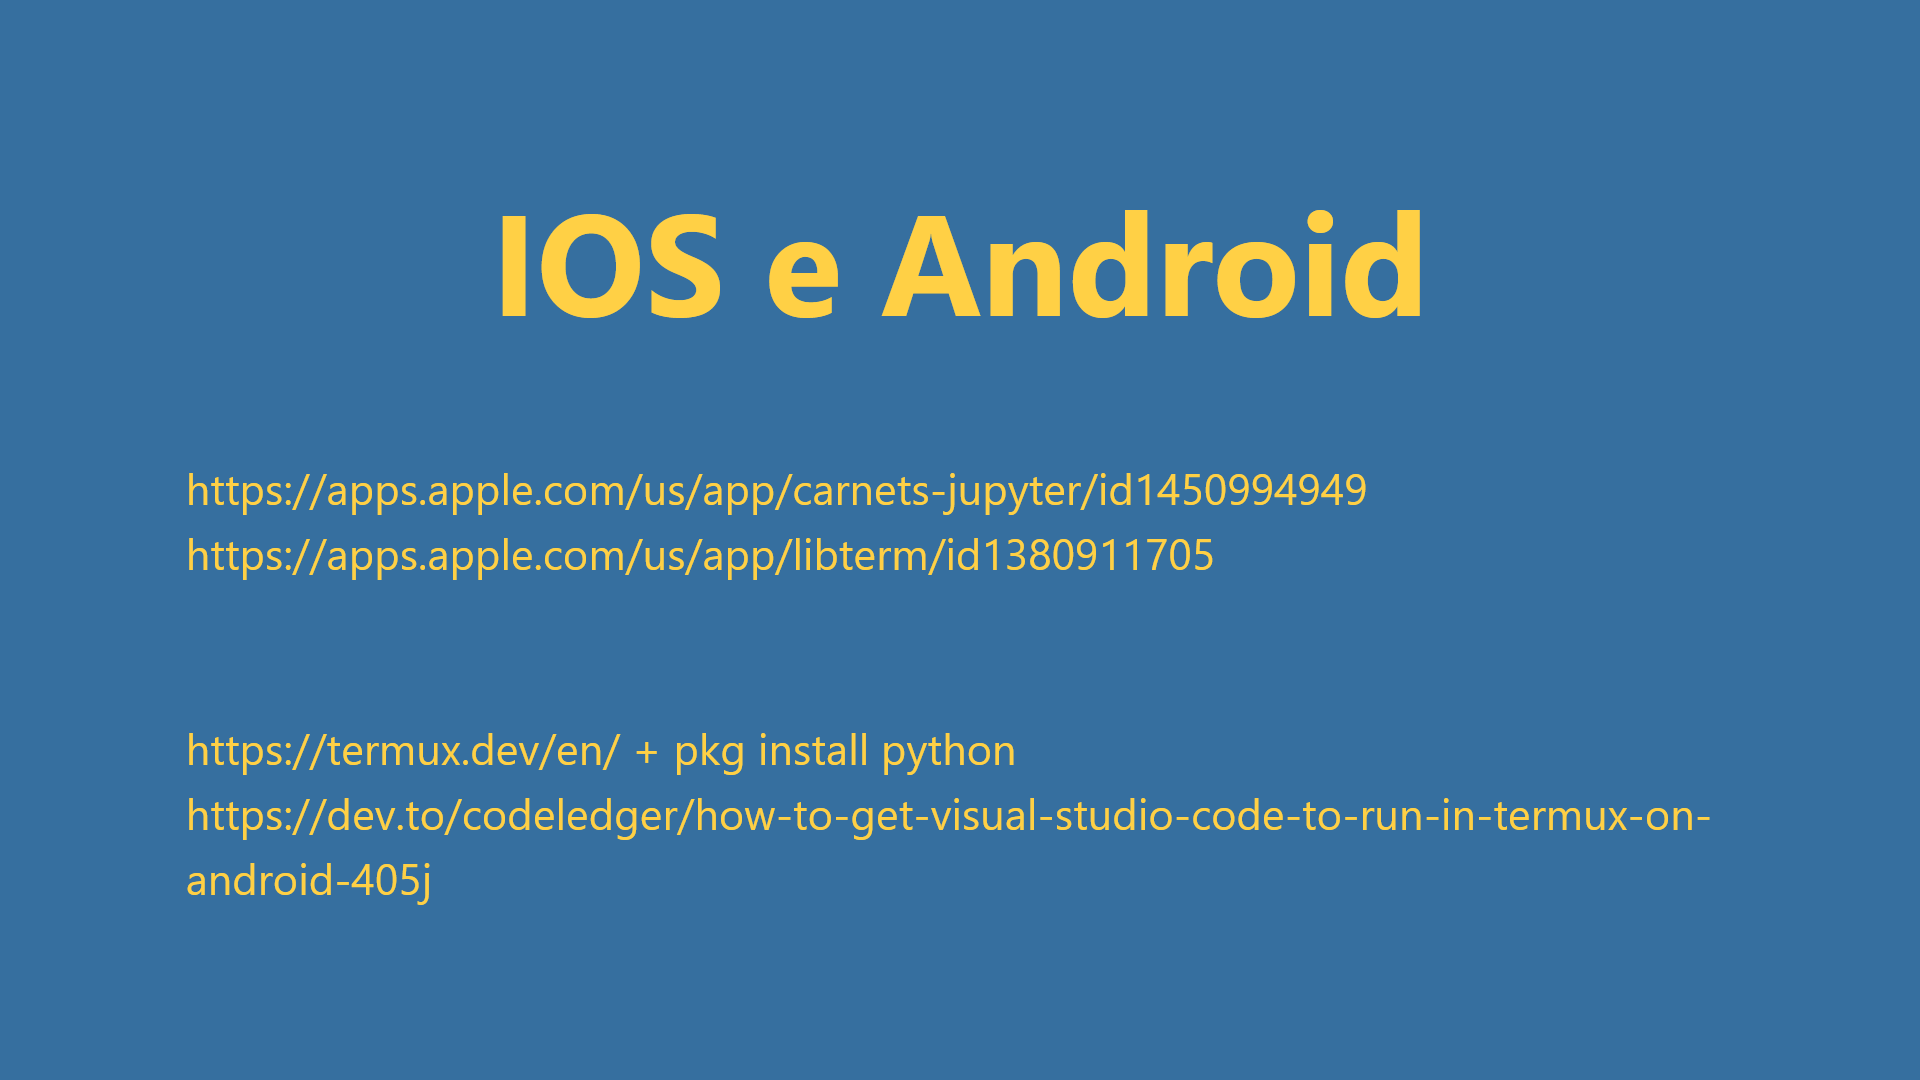 IOS e Android
https://apps.apple.com/us/app/carnets-jupyter/id1450994949
https://apps.apple.com/us/app/libterm/id1380911705
https://termux.dev/en/ + pkg install python
https://dev.to/codeledger/how-to-get-visual-studio-code-to-run-in-termux-on-
android-405j